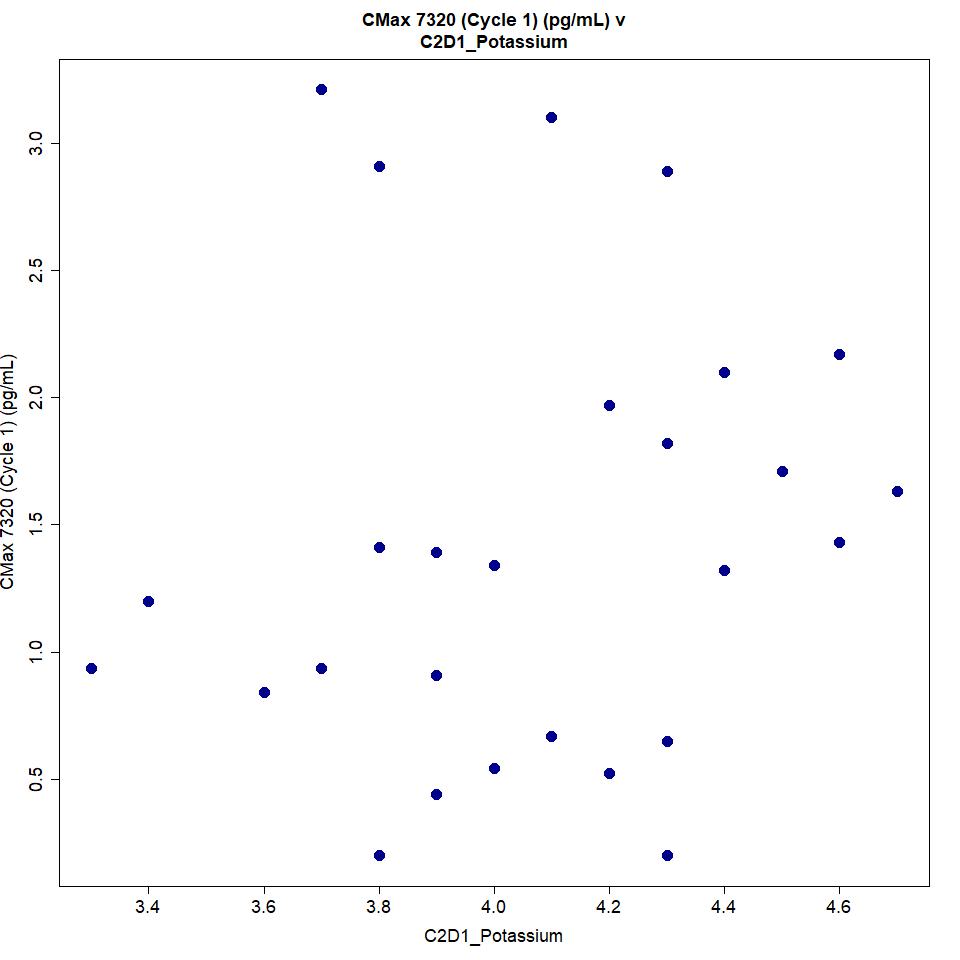 CMax 7320 (Cycle 1) (pg/mL) v
C2D1_Potassium
CMax 7320 (Cycle 1) (pg/mL)
3.0
2.5
2.0
1.5
1.0
0.5
3.4 3.6 3.8 4.0 4.2 4.4 4.6
C2D1_Potassium